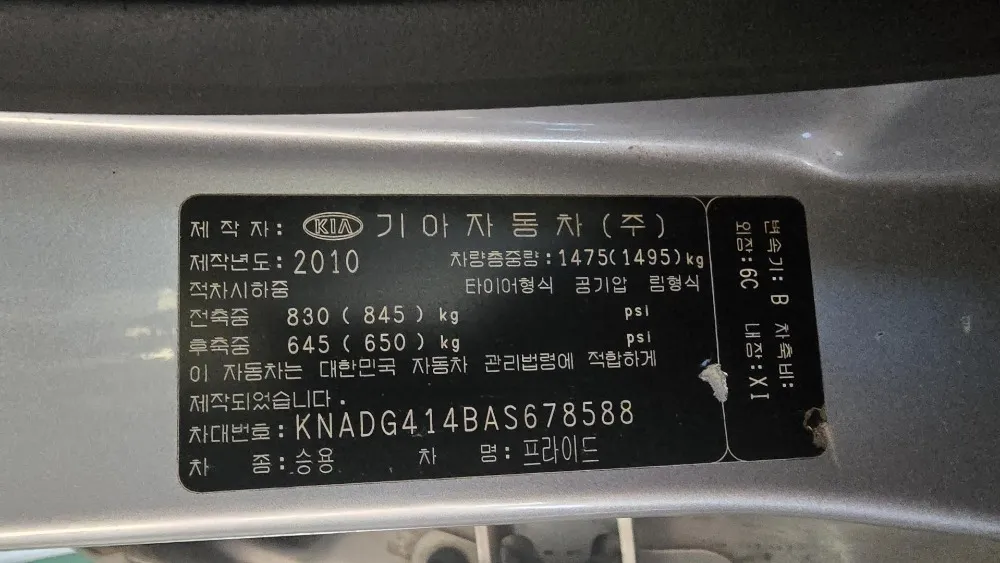 제 작 자: KIA 기아자동차(주)
제작년도: 2010 차량총중량:1475(1495)kg
적차시하중 타이어형식 공기압 림형식
전축중 830 ( 845 ) kg psi
후축중 645 ( 650 ) kg psi
이 자동차는 대한민국 자동차 관리법령에 적합하게
제작되었습니다.
차대번호: KNADG414BAS678588
차 종:승용 차 명:프라이드
변속기: B 차축비:
외장:6C 내장:XI